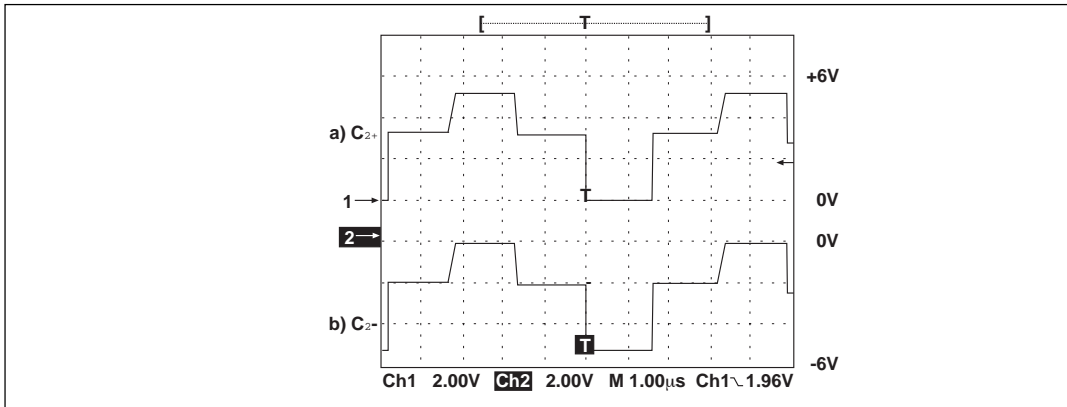 [ T ]
+6V
a) C2+
T
1
0V
2
0V
b) C2-
T
-6V
Ch1 2.00V Ch2 2.00V M 1.00µs Ch1 1.96V